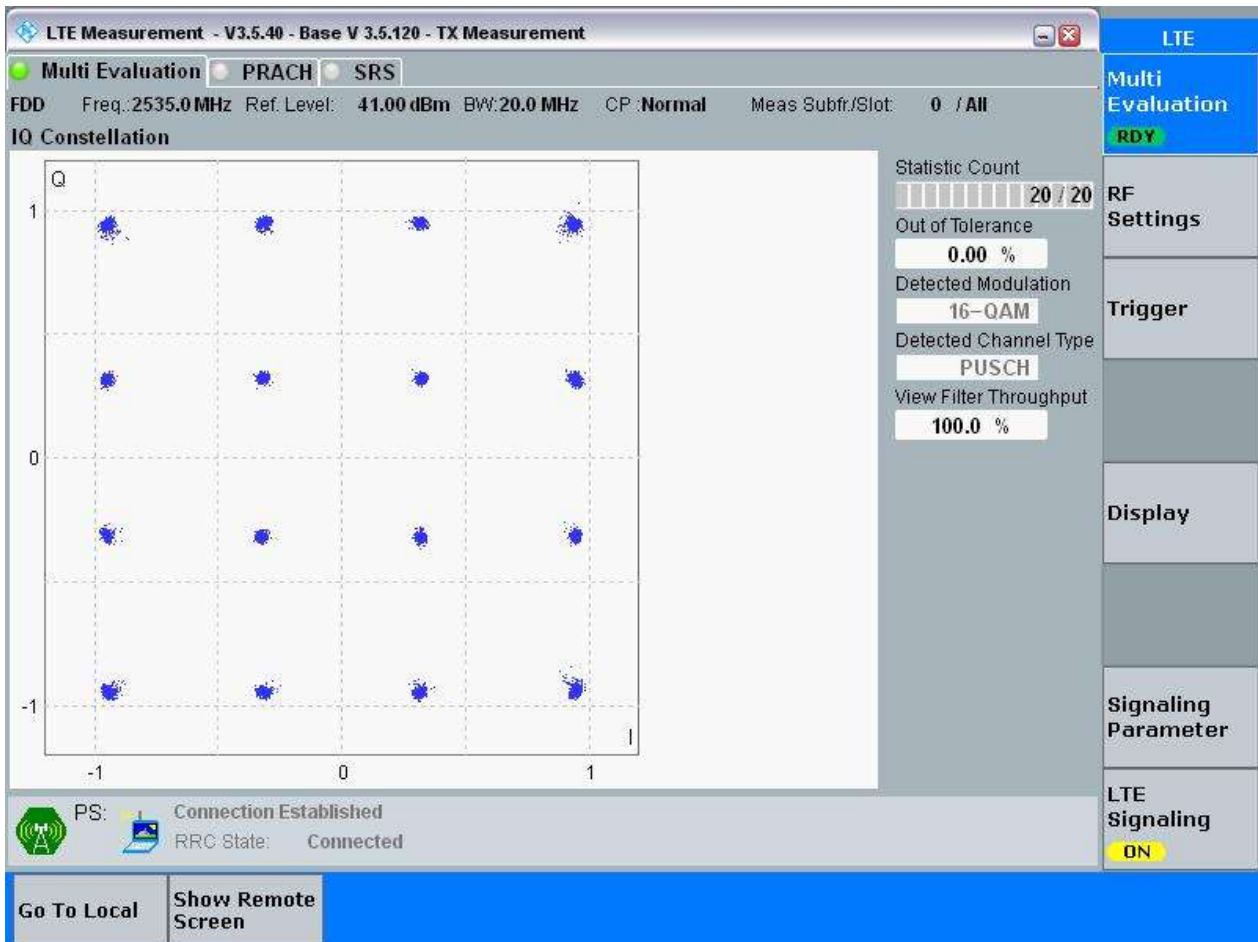 LTE Measurement - V3.5.40 - Base V 3.5.120 - TX Measurement
LTE
Multi Evaluation PRACH SRS
FDD Freq.:2535.0 MHz Ref. Level: 41.00 dBm BW:20.0 MHz CP :Normal Meas Subfr./Slot: 0 / All
IQ Constellation
Q
1
0
-1
-1 0 1
I
Statistic Count
20 / 20
Out of Tolerance
0.00 %
Detected Modulation
16-QAM
Detected Channel Type
PUSCH
View Filter Throughput
100.0 %
Multi
Evaluation
RDY
RF
Settings
Trigger
Display
Signaling
Parameter
LTE
Signaling
ON
PS: Connection Established
RRC State: Connected
Go To Local
Show Remote
Screen